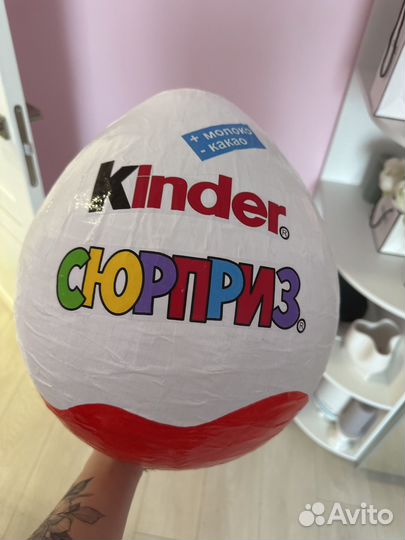 + молоко
- какао
Kinder®
СЮРПРИЗ®
Avito